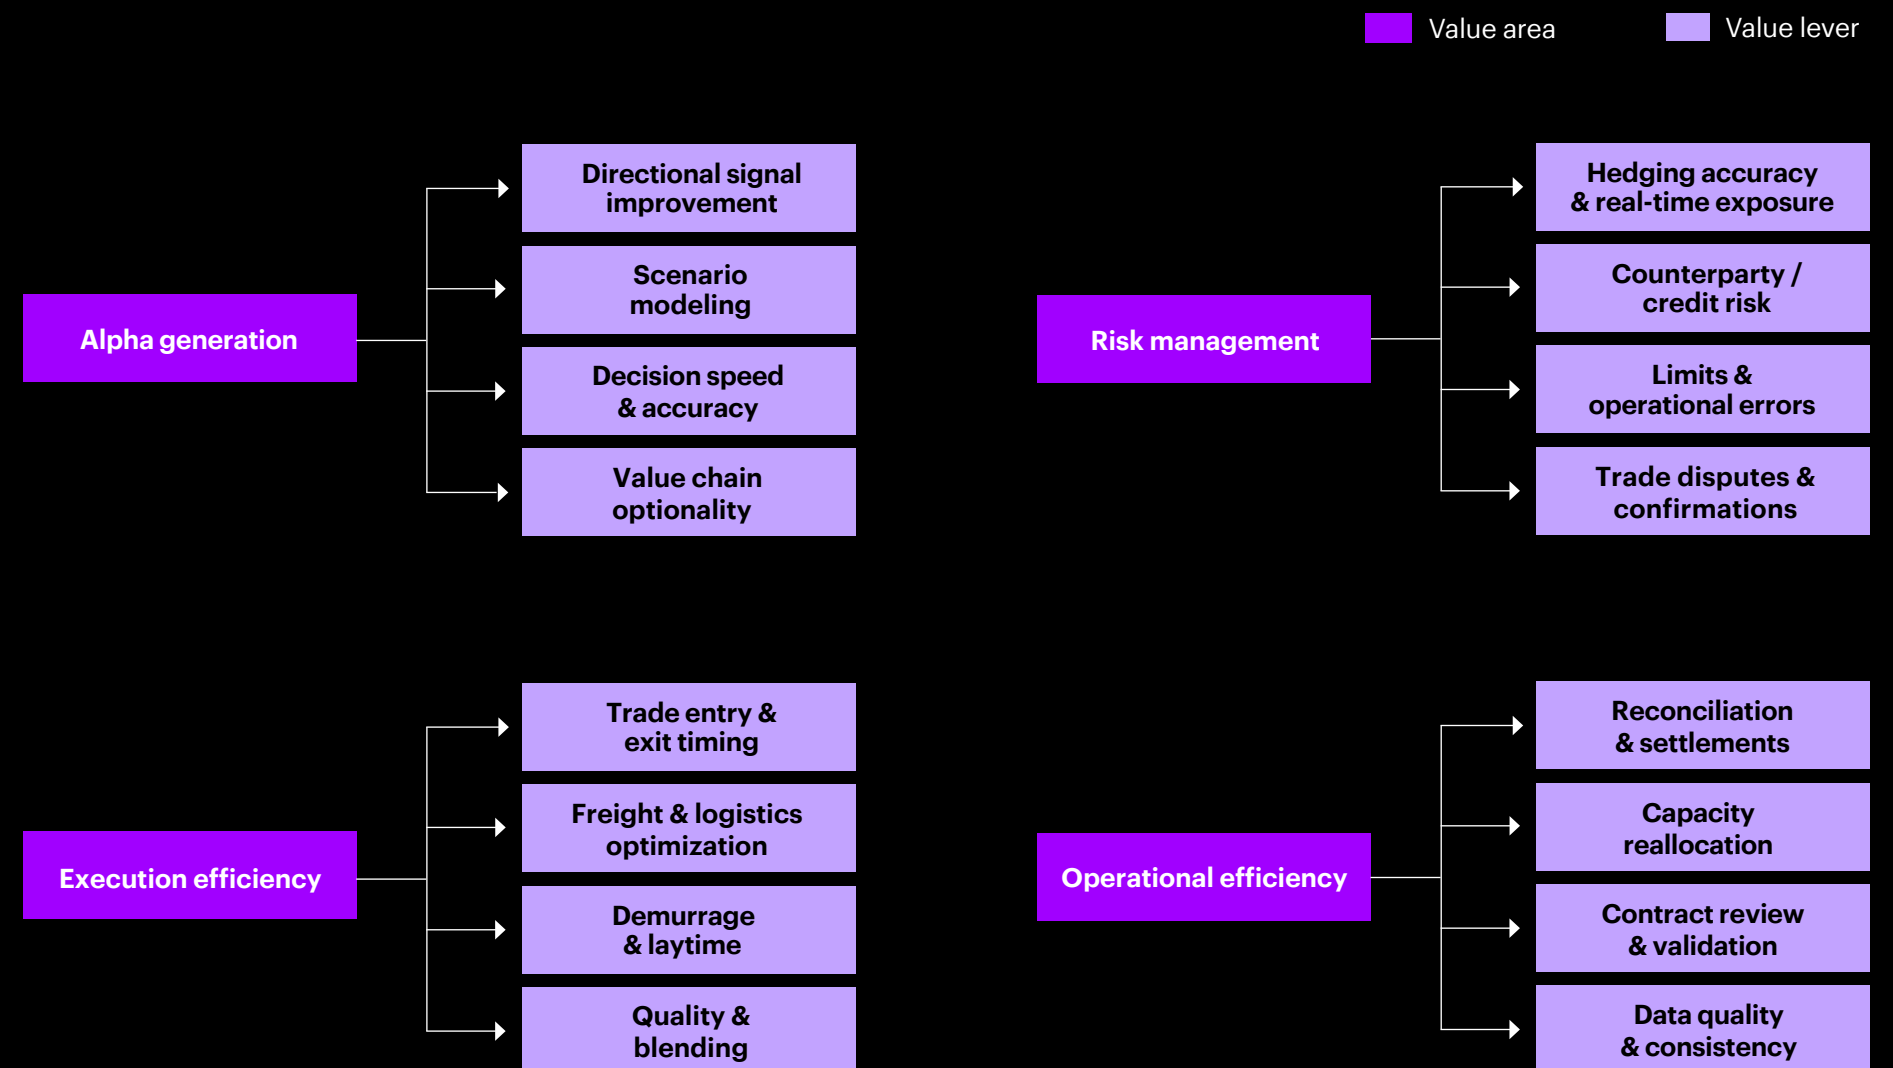 Value area
Value lever
Alpha generation
Directional signal
improvement
Scenario
modeling
Decision speed
& accuracy
Value chain
optionality
Risk management
Hedging accuracy
& real-time exposure
Counterparty /
credit risk
Limits &
operational errors
Trade disputes &
confirmations
Execution efficiency
Trade entry &
exit timing
Freight & logistics
optimization
Demurrage
& laytime
Quality &
blending
Operational efficiency
Reconciliation
& settlements
Capacity
reallocation
Contract review
& validation
Data quality
& consistency